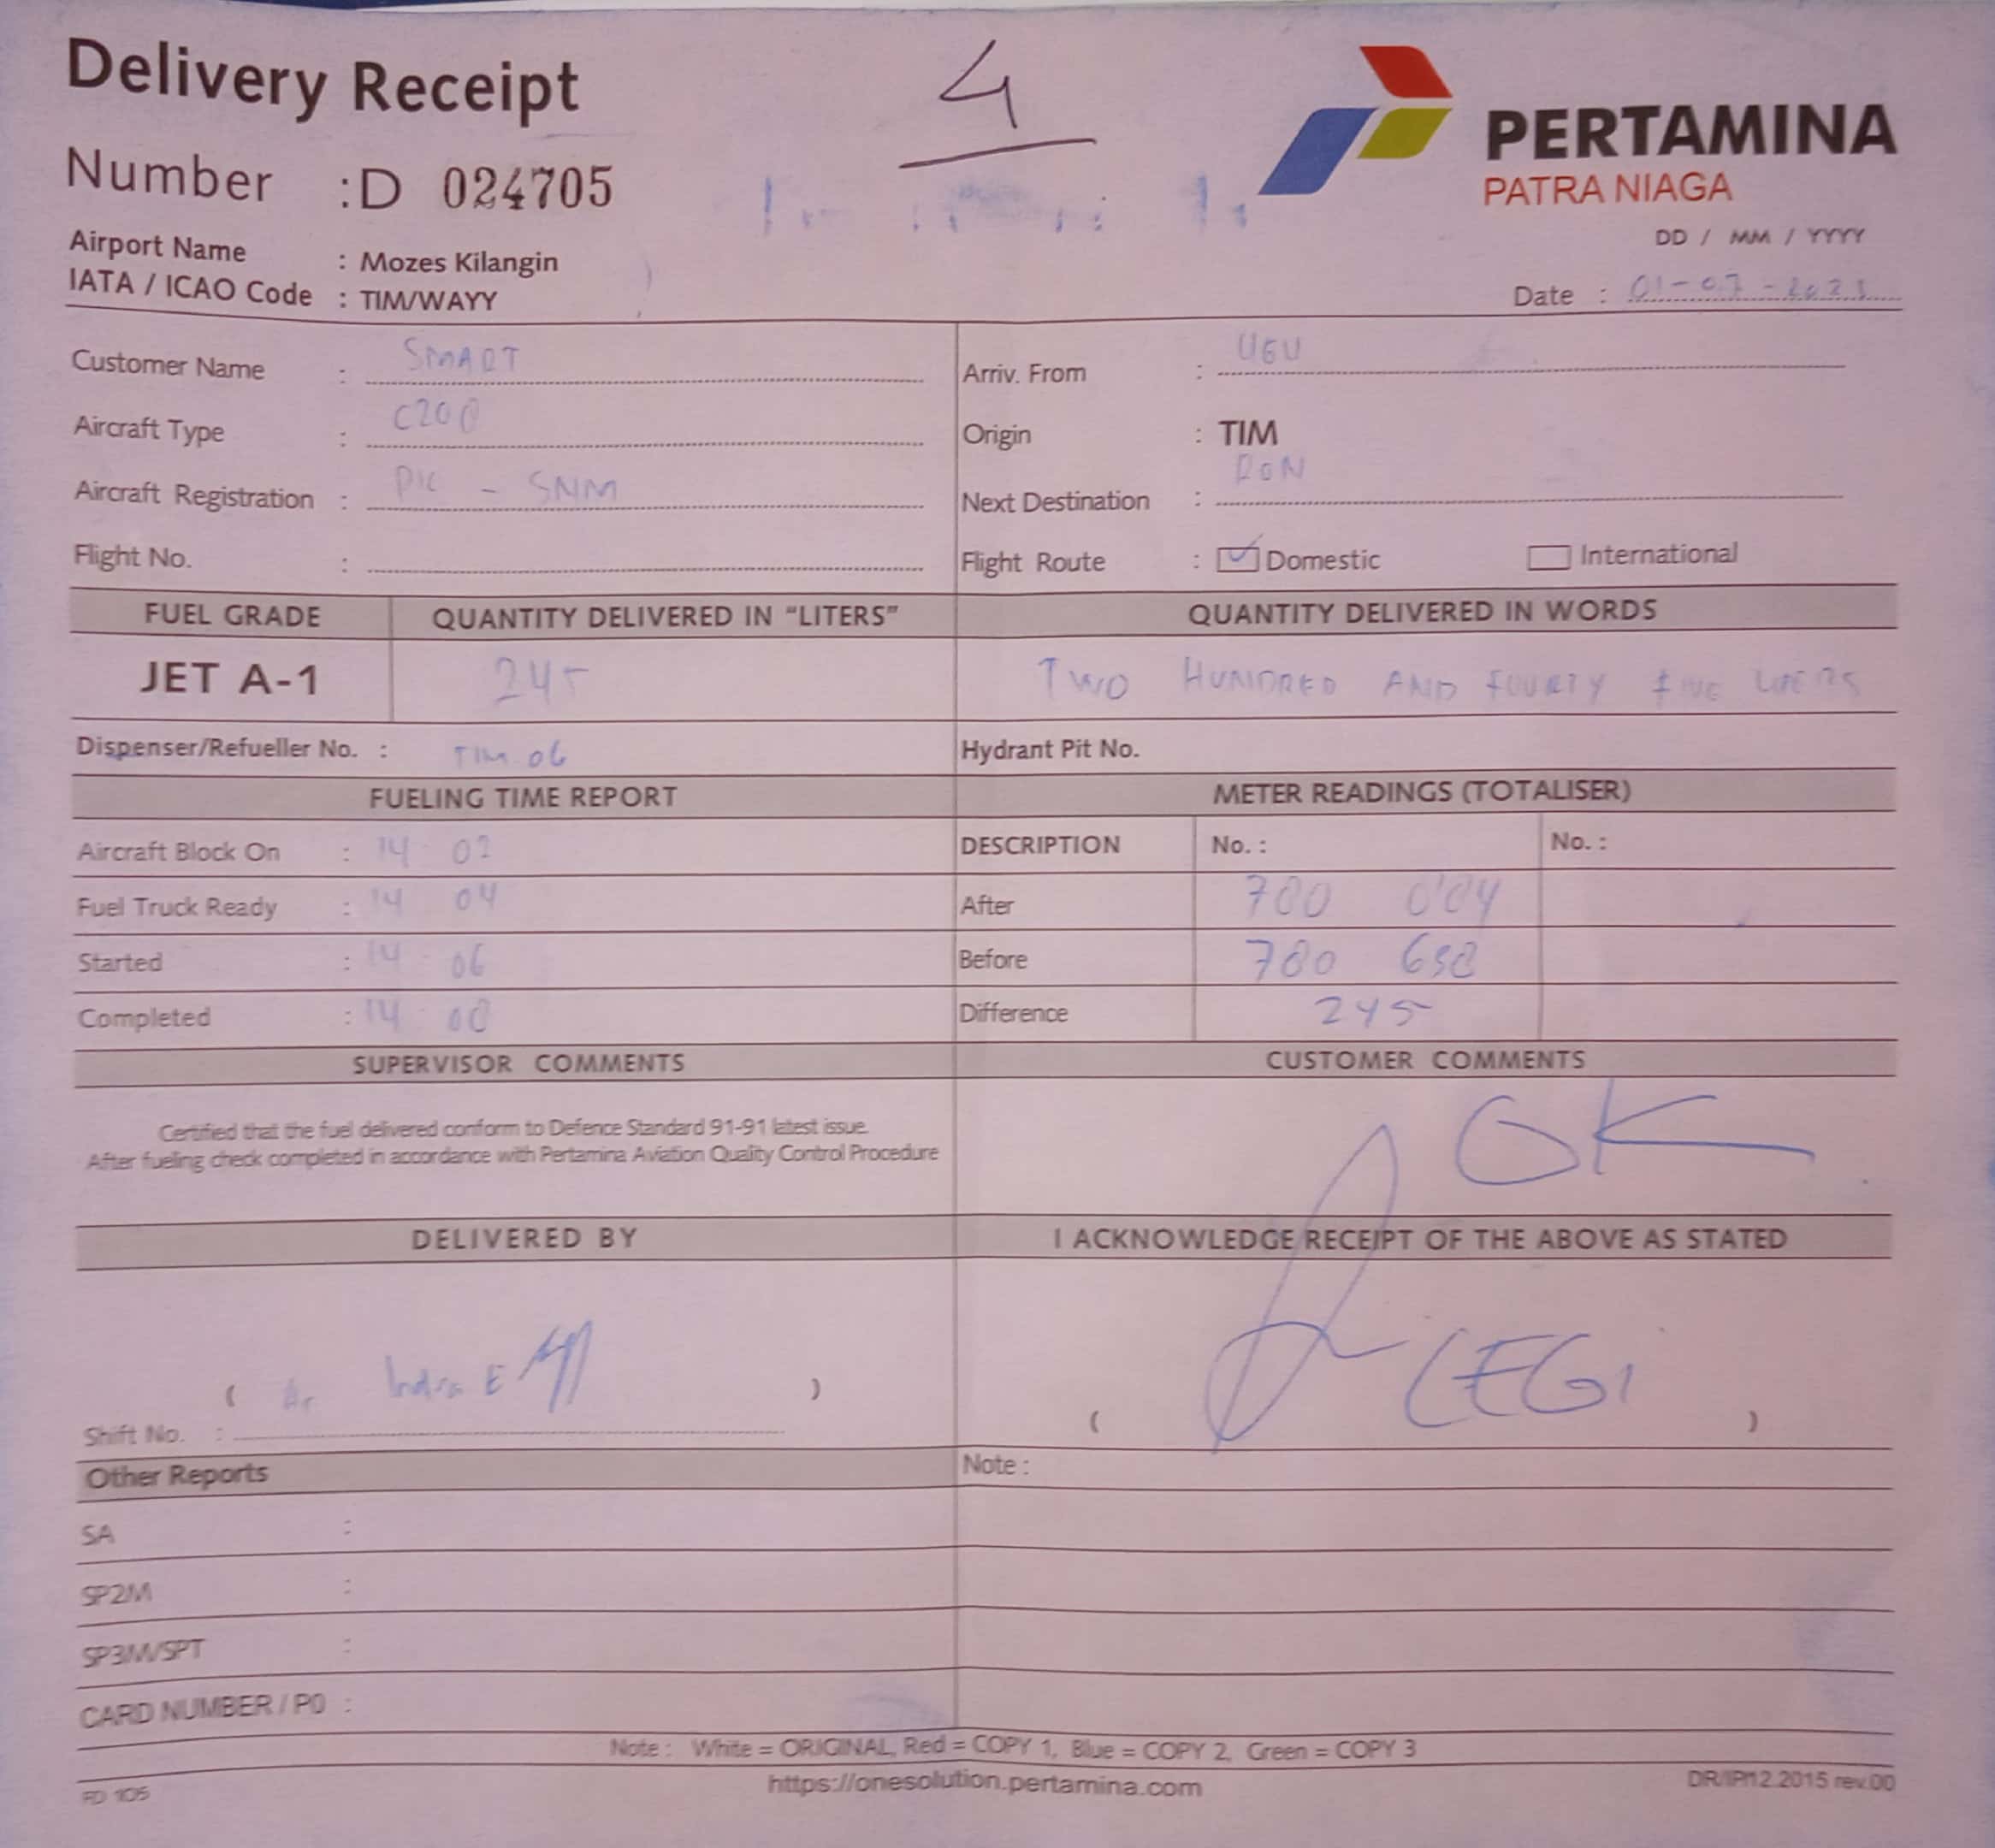 Delivery Receipt
4
Number :D 024705
PERTAMINA
PATRA NIAGA
Airport Name : Mozes Kilangin
IATA / ICAO Code : TIM/WAYY
DD / MM / YYYY
Date :
Customer Name : SMART
Arriv. From : UGU
Aircraft Type :
Origin : TIM
Aircraft Registration : PK - SNM
Next Destination : RON
Flight No. :
Flight Route : Domestic International
FUEL GRADE QUANTITY DELIVERED IN "LITERS" QUANTITY DELIVERED IN WORDS
JET A-1 245 TWO HUNDRED AND FOURTY FIVE LITERS
Dispenser/Refueller No. : TIM 06 Hydrant Pit No.
FUELING TIME REPORT METER READINGS (TOTALISER)
Aircraft Block On : 14 02 DESCRIPTION No. : No. :
Fuel Truck Ready : 14 04 After
Started : 14 06 Before
Completed : 14 Difference 245
SUPERVISOR COMMENTS CUSTOMER COMMENTS
OK
Certified that the fuel delivered conform to Defence Standard 91-91 latest issue.
After fueling check completed in accordance with Pertamina Aviation Quality Control Procedure
DELIVERED BY I ACKNOWLEDGE RECEIPT OF THE ABOVE AS STATED
( Indra E ) ( )
Shift No. :
Other Reports Note :
SA :
SP2M :
SP3M/SPT :
CARD NUMBER / PO :
Note : White = ORIGINAL, Red = COPY 1, Blue = COPY 2, Green = COPY 3
https://onesolution.pertamina.com
FD 105